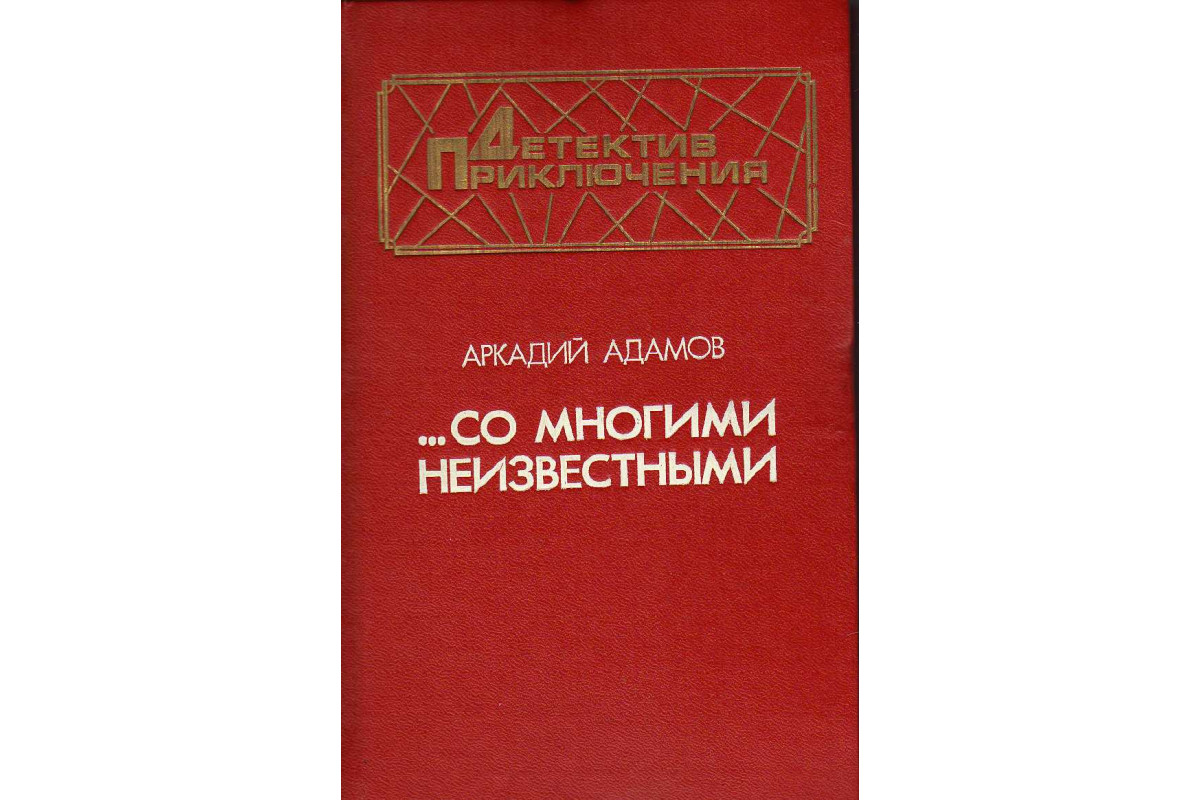 Детектив
Приключения
АРКАДИЙ АДАМОВ
...СО МНОГИМИ
НЕИЗВЕСТНЫМИ